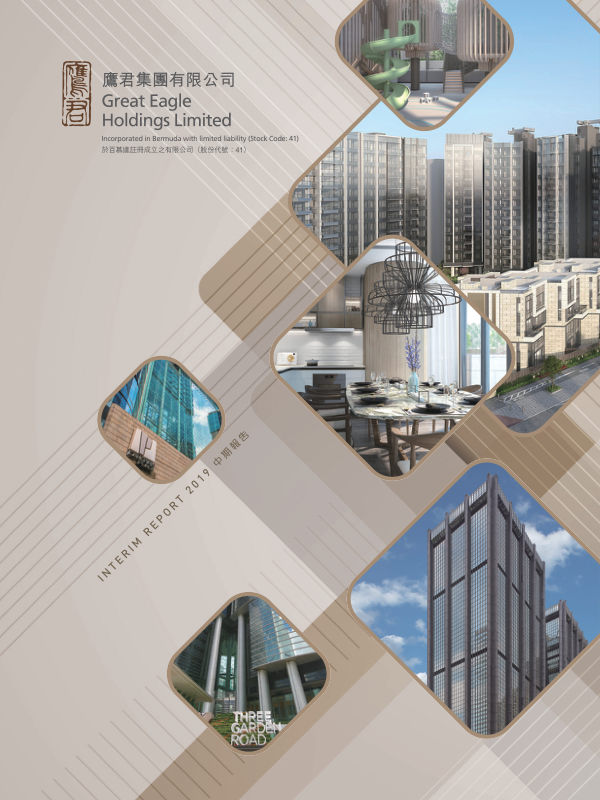 鷹君
鷹君集團有限公司
Great Eagle
Holdings Limited
Incorporated in Bermuda with limited liability (Stock Code: 41)
於百慕達註冊成立之有限公司（股份代號：41）
INTERIM REPORT 2019 中期報告
THREE
GARDEN
ROAD